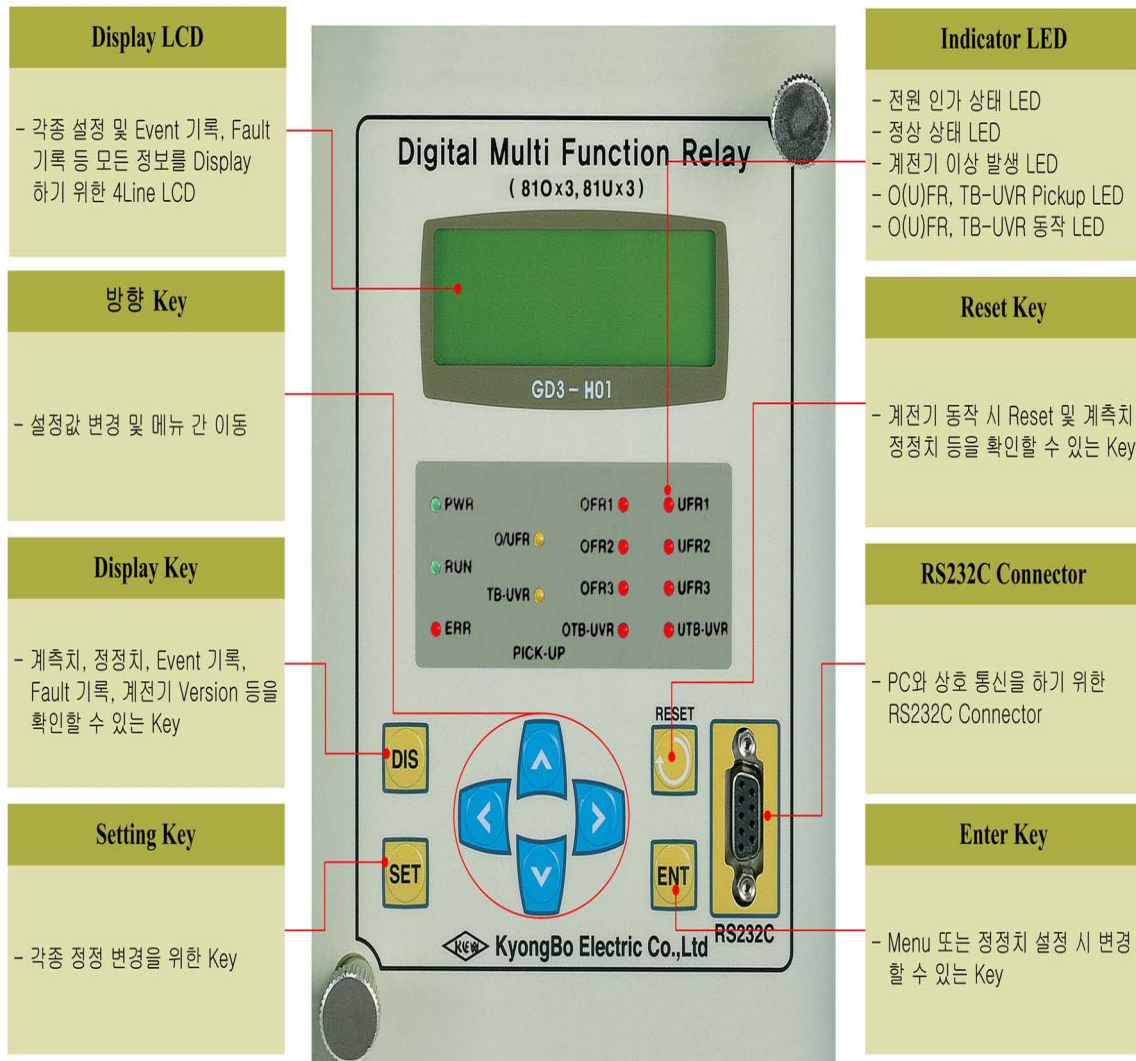 Display LCD
- 각종 설정 및 Event 기록, Fault
기록 등 모든 정보를 Display
하기 위한 4Line LCD
방향 Key
- 설정값 변경 및 메뉴 간 이동
Display Key
- 계측치, 정정치, Event 기록,
Fault 기록, 계전기 Version 등을
확인할 수 있는 Key
Setting Key
- 각종 정정 변경을 위한 Key
Digital Multi Function Relay
( 81O x 3, 81U x 3 )
GD3 - H01
PWR
RUN
ERR
O/UFR
TB-UVR
PICK-UP
OFR1
OFR2
OFR3
OTB-UVR
UFR1
UFR2
UFR3
UTB-UVR
DIS
SET
RESET
ENT
RS232C
KEW KyongBo Electric Co.,Ltd
Indicator LED
- 전원 인가 상태 LED
- 정상 상태 LED
- 계전기 이상 발생 LED
- O(U)FR, TB-UVR Pickup LED
- O(U)FR, TB-UVR 동작 LED
Reset Key
- 계전기 동작 시 Reset 및 계측치
정정치 등을 확인할 수 있는 Key
RS232C Connector
- PC와 상호 통신을 하기 위한
RS232C Connector
Enter Key
- Menu 또는 정정치 설정 시 변경
할 수 있는 Key